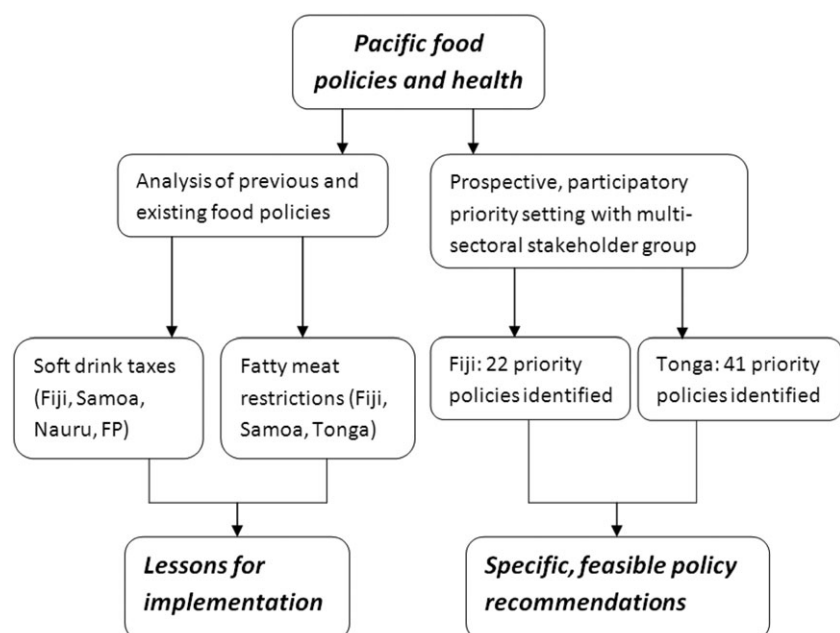 Pacific food
policies and health
Analysis of previous and
existing food policies
Prospective, participatory
priority setting with multi-
sectoral stakeholder group
Soft drink taxes
(Fiji, Samoa,
Nauru, FP)
Fatty meat
restrictions (Fiji,
Samoa, Tonga)
Fiji: 22 priority
policies identified
Tonga: 41 priority
policies identified
Lessons for
implementation
Specific, feasible policy
recommendations